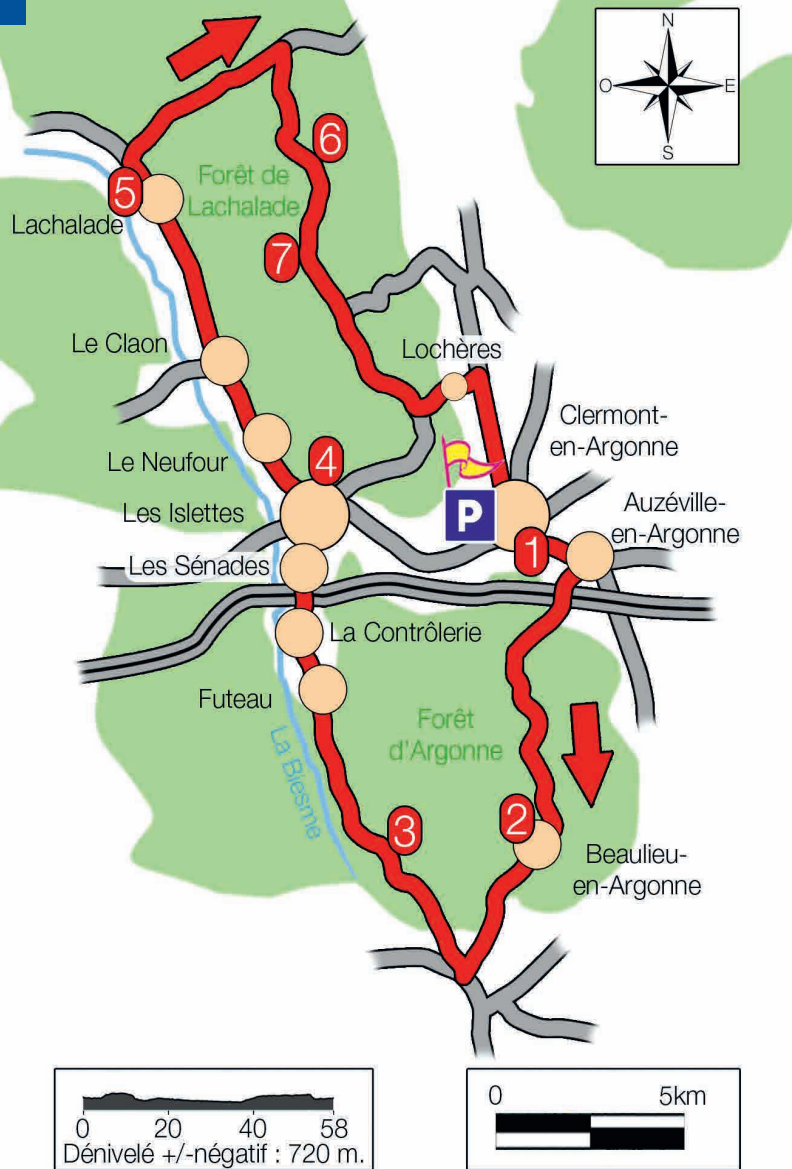 N
O
E
S
6
5
Forêt de
Lachalade
Lachalade
7
Le Claon
Lochères
Clermont-
en-Argonne
Le Neufour
4
Les Islettes
P
Auzéville-
en-Argonne
1
Les Sénades
La Contrôlerie
Futeau
Forêt
d'Argonne
La Biesme
3
2
Beaulieu-
en-Argonne
0 20 40 58
Dénivelé +/-négatif : 720 m.
0 5km